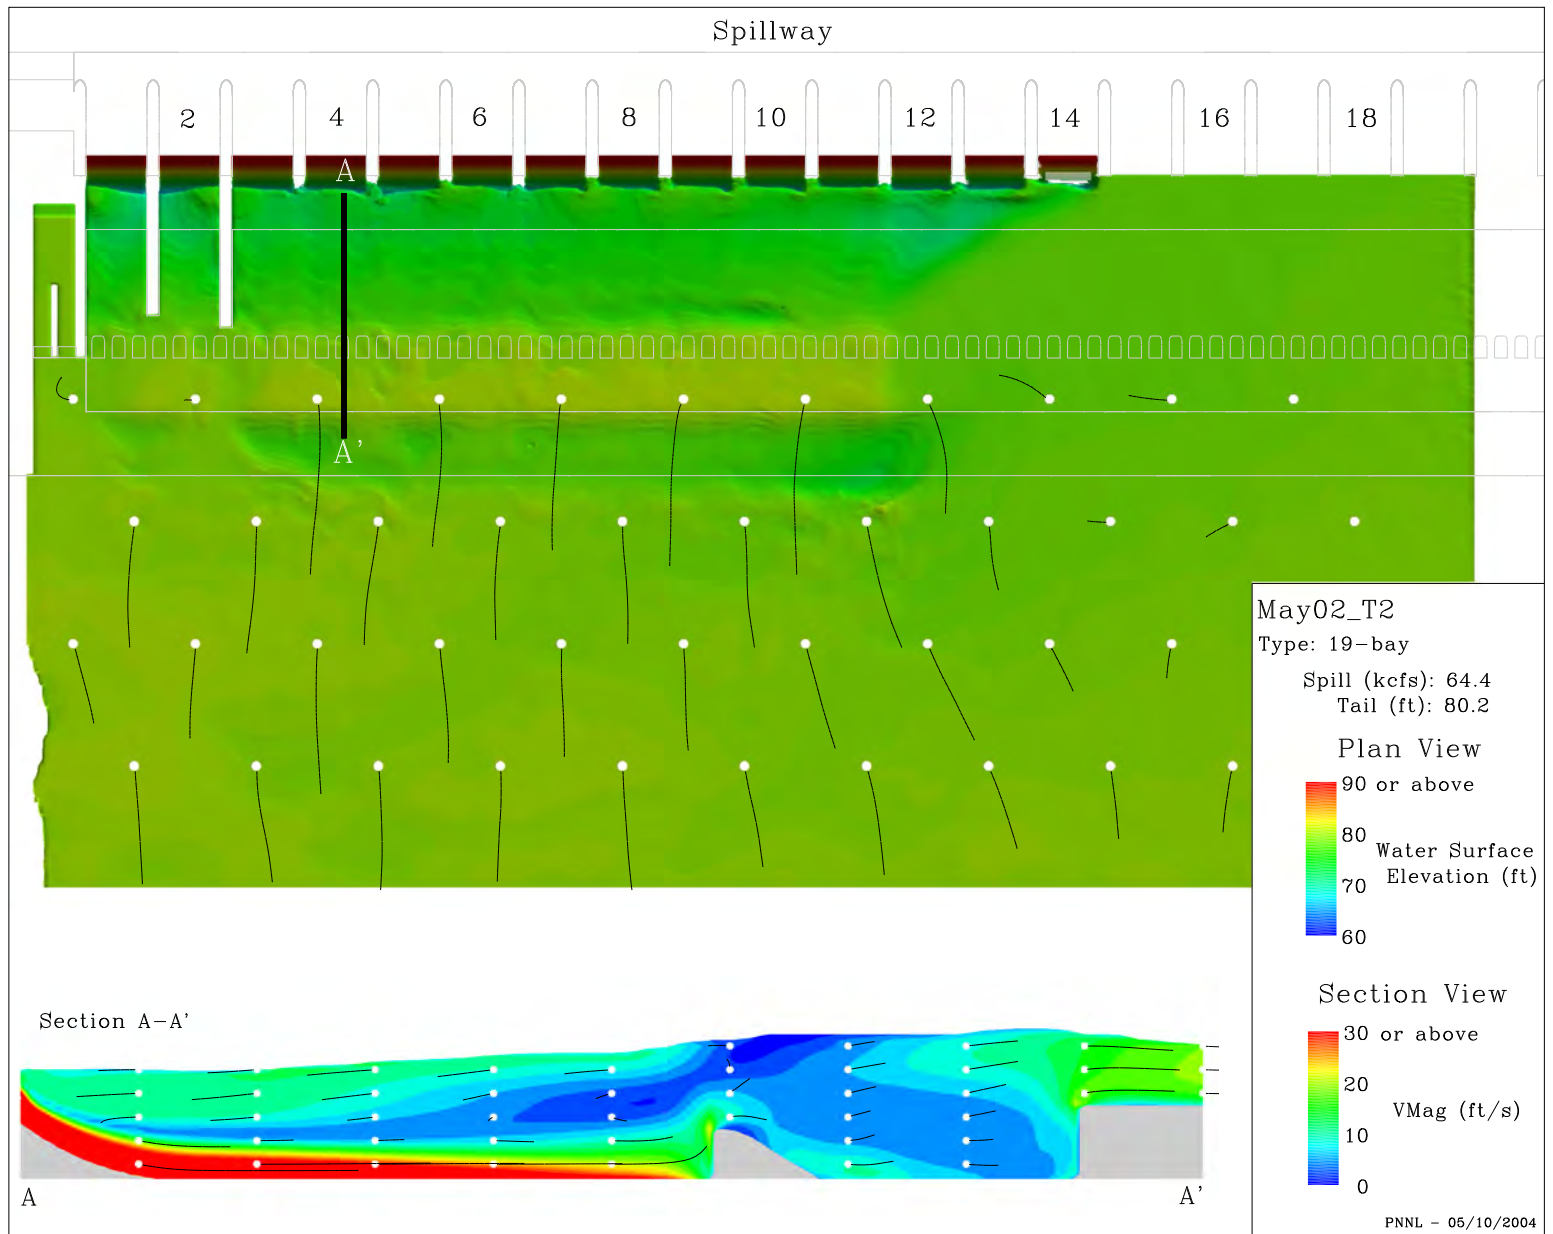 Spillway
2 4 6 8 10 12 14 16 18
A
A'
May02_T2
Type: 19-bay
Spill (kcfs): 64.4
Tail (ft): 80.2
Plan View
90 or above
80
Water Surface
70
Elevation (ft)
60
Section View
Section A-A'
30 or above
20
VMag (ft/s)
10
0
A
A'
PNNL - 05/10/2004